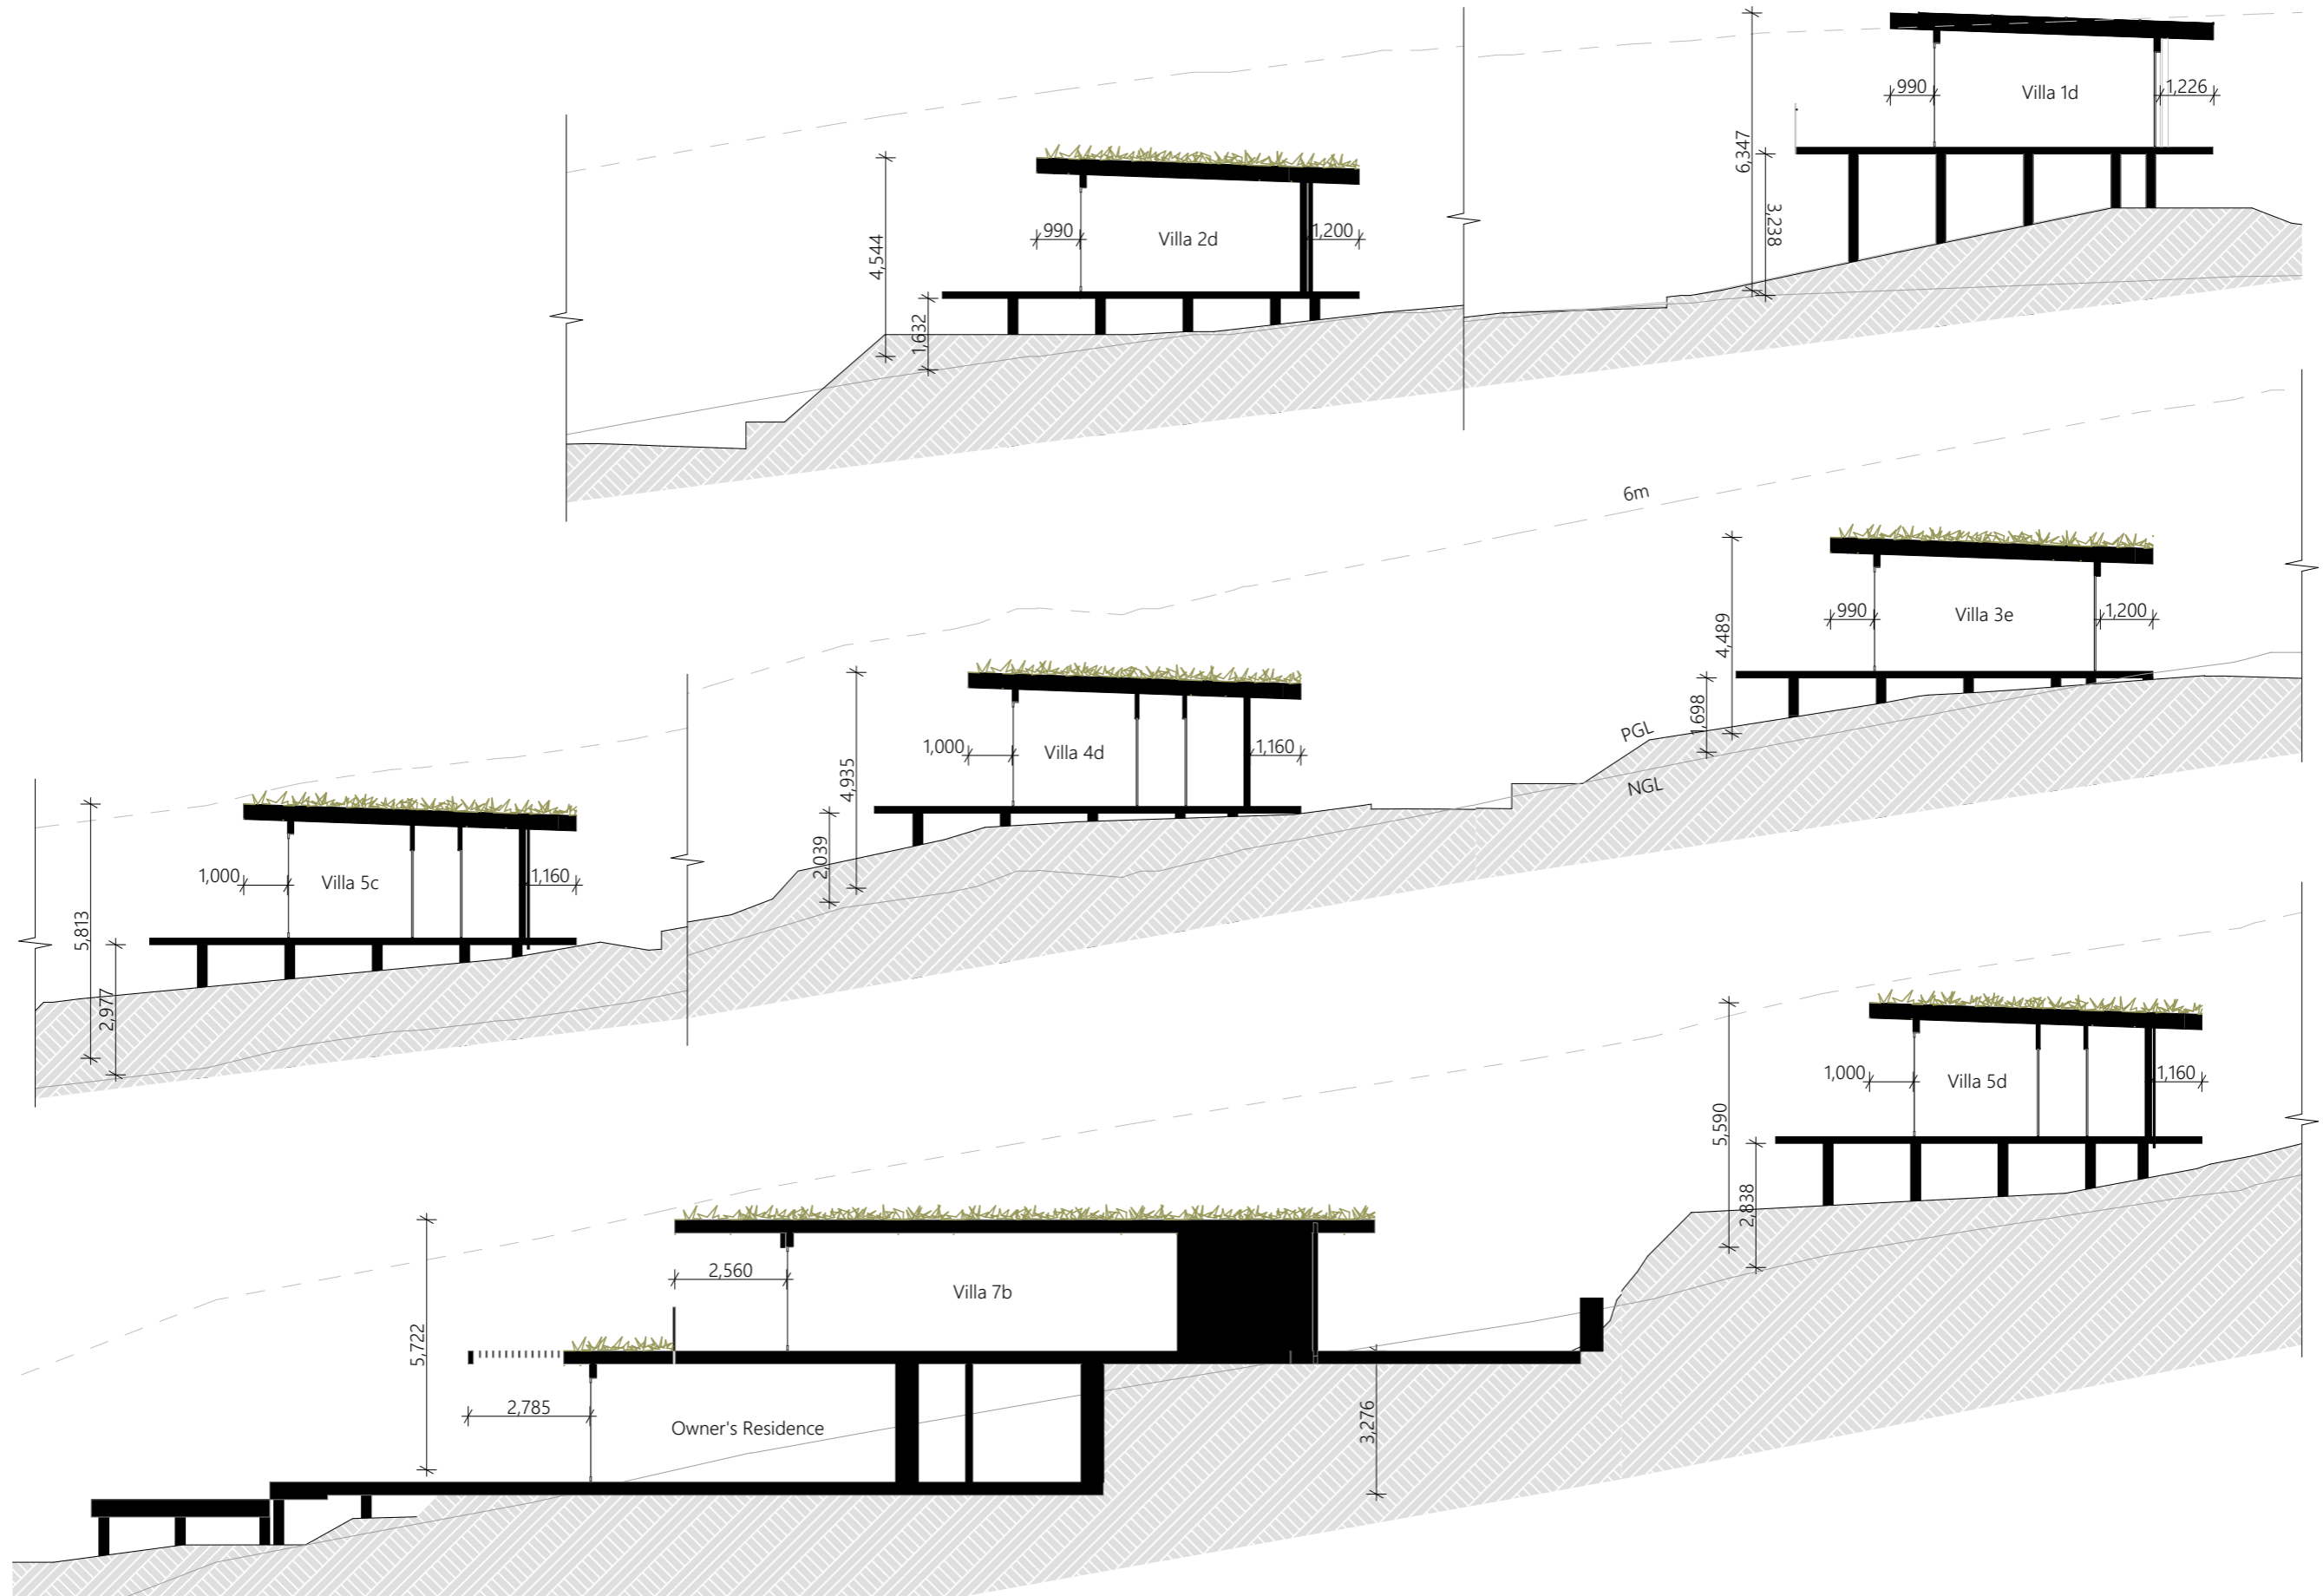 990
Villa 1d
1,226
6,347
3,238
990
Villa 2d
1,200
4,544
1,632
6m
990
Villa 3e
1,200
4,489
1,698
PGL
NGL
1,000
Villa 4d
1,160
4,935
2,039
1,000
Villa 5c
1,160
5,813
2,977
1,000
Villa 5d
1,160
5,590
2,838
2,560
Villa 7b
5,722
2,785
Owner's Residence
3,276